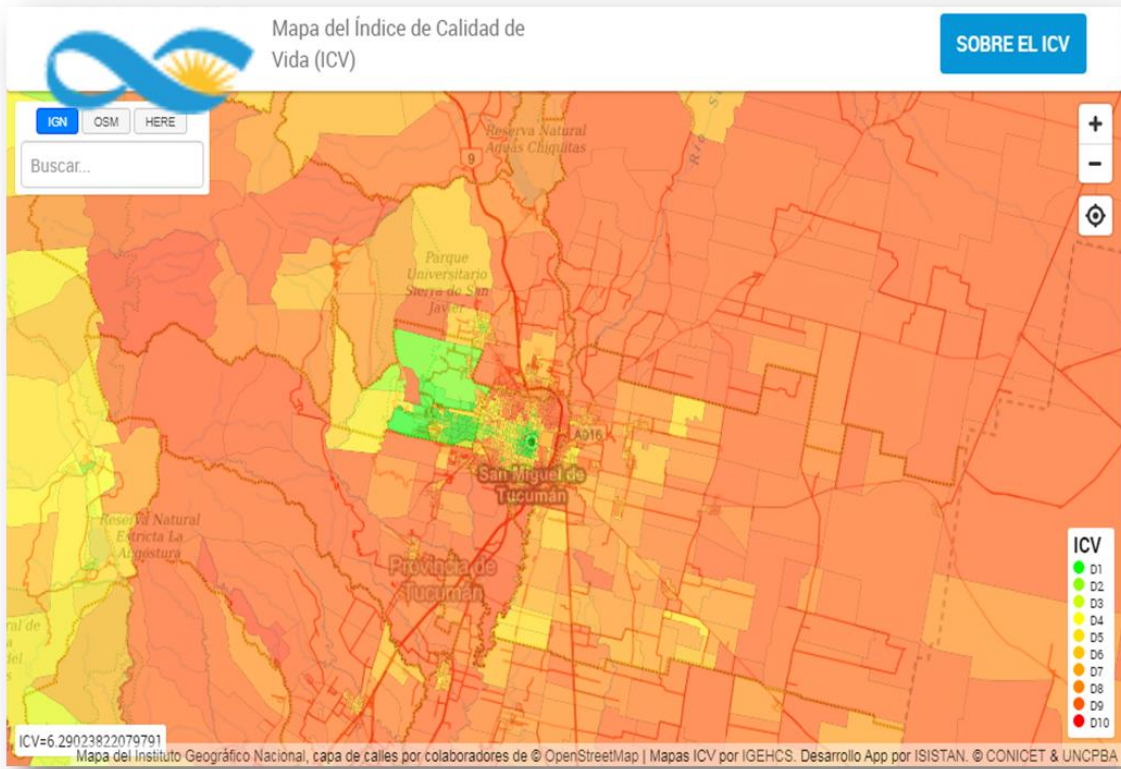 Mapa del Índice de Calidad de
Vida (ICV)
SOBRE EL ICV
IGN
OSM
HERE
Buscar...
+
−
Reserva Natural
Aguas Chiquitas
9
Parque
Universitario
Sierra de San
Javier
A016
San Miguel de
Tucumán
Reserva Natural
Estricta La
Angostura
Provincia de
Tucumán
ICV
D1
D2
D3
D4
D5
D6
D7
D8
D9
D10
ICV=6.29023822079791
Mapa del Instituto Geográfico Nacional, capa de calles por colaboradores de © OpenStreetMap | Mapas ICV por IGEHCS. Desarrollo App por ISISTAN. © CONICET & UNCPBA